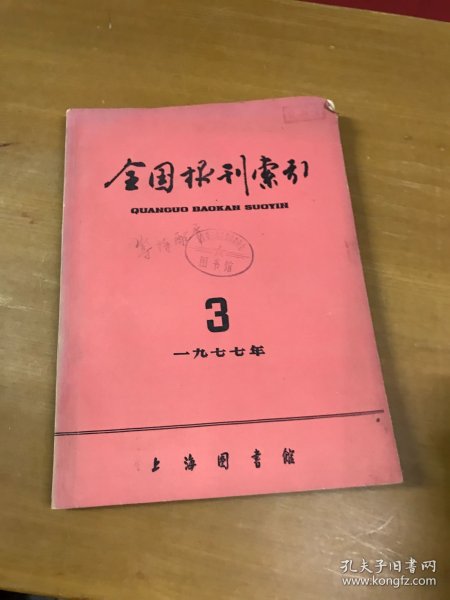 全国报刊索引
QUANGUO BAOKAN SUOYIN
图书馆
3
一九七七年
上海图书馆
孔夫子旧书网
www.kongfz.com